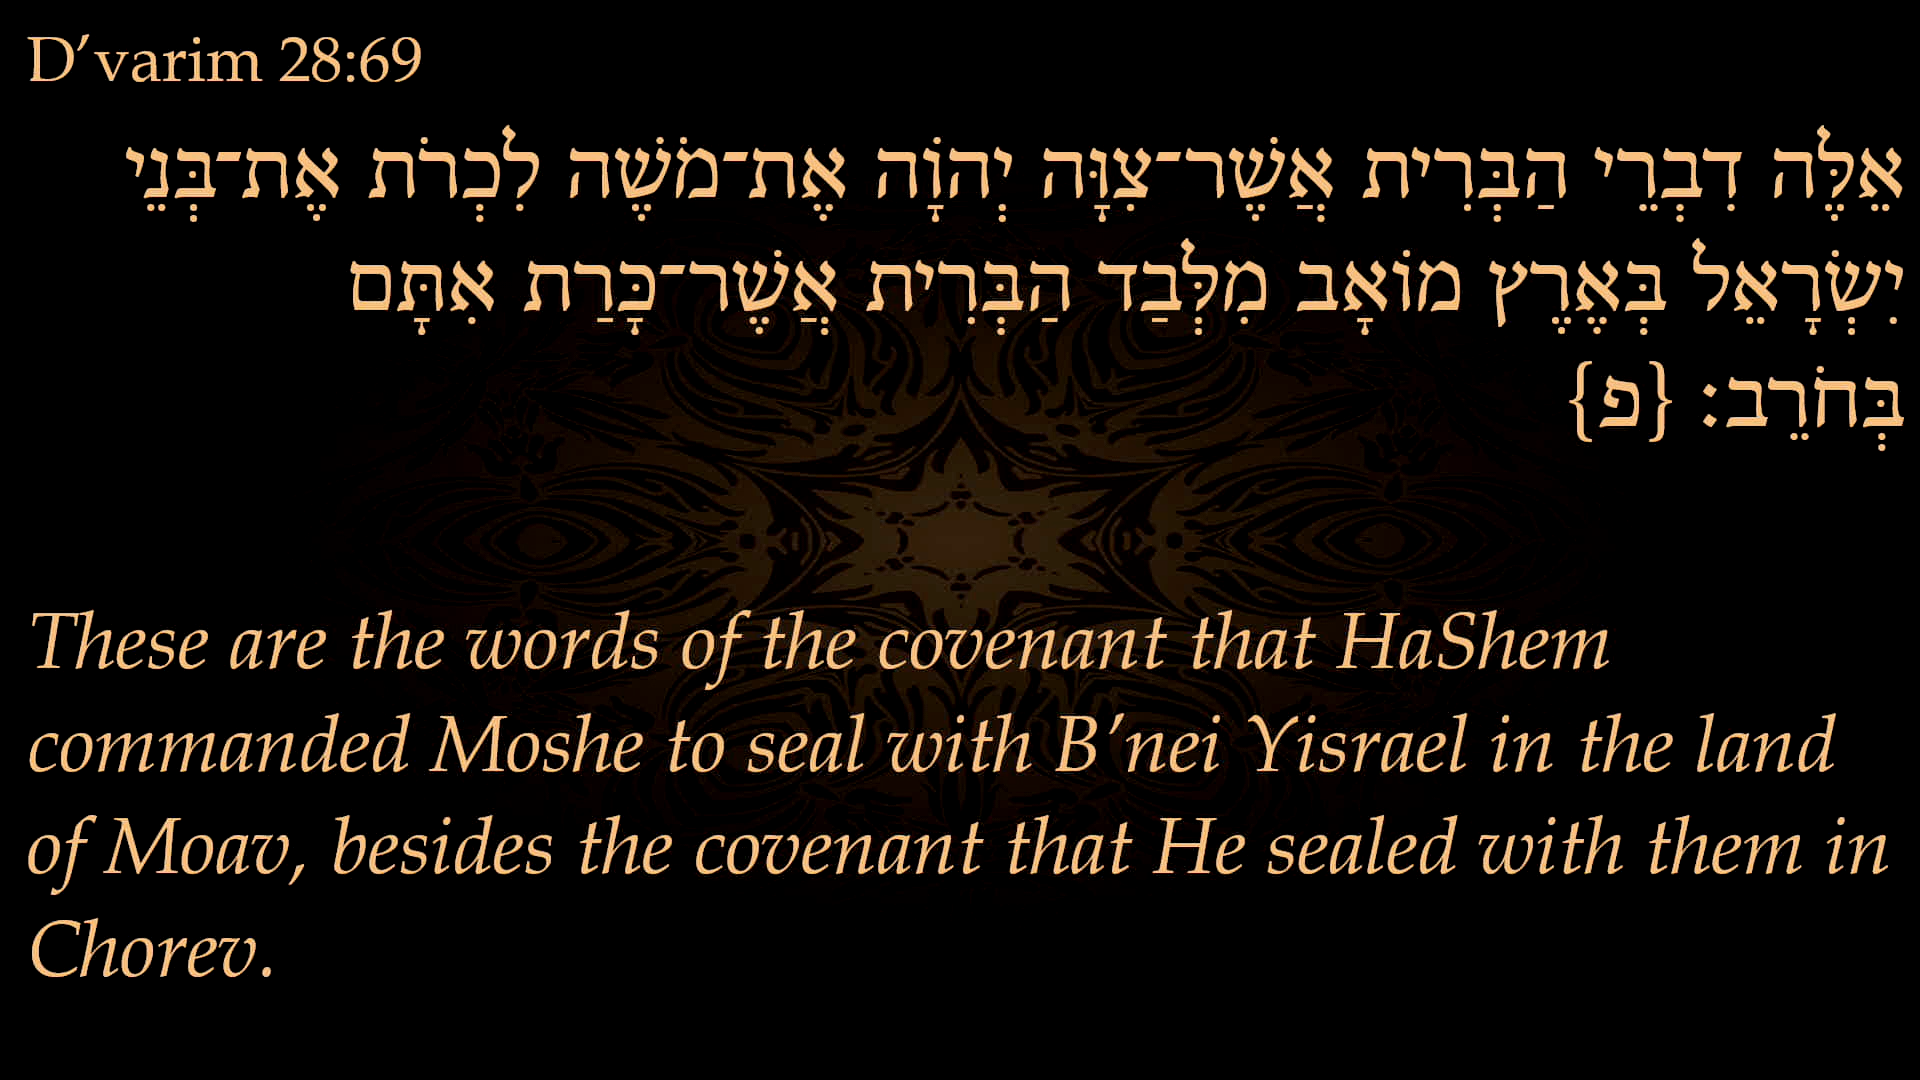 D’varim 28:69
אֵלֶּה דִבְרֵי הַבְּרִית אֲשֶׁר־צִוָּה יְהוָֹה אֶת־מֹשֶׁה לִכְרֹת אֶת־בְּנֵי
יִשְׂרָאֵל בְּאֶרֶץ מוֹאָב מִלְּבַד הַבְּרִית אֲשֶׁר־כָּרַת אִתָּם
בְּחֹרֵב׃ {פ}
These are the words of the covenant that HaShem
commanded Moshe to seal with B’nei Yisrael in the land
of Moav, besides the covenant that He sealed with them in
Chorev.